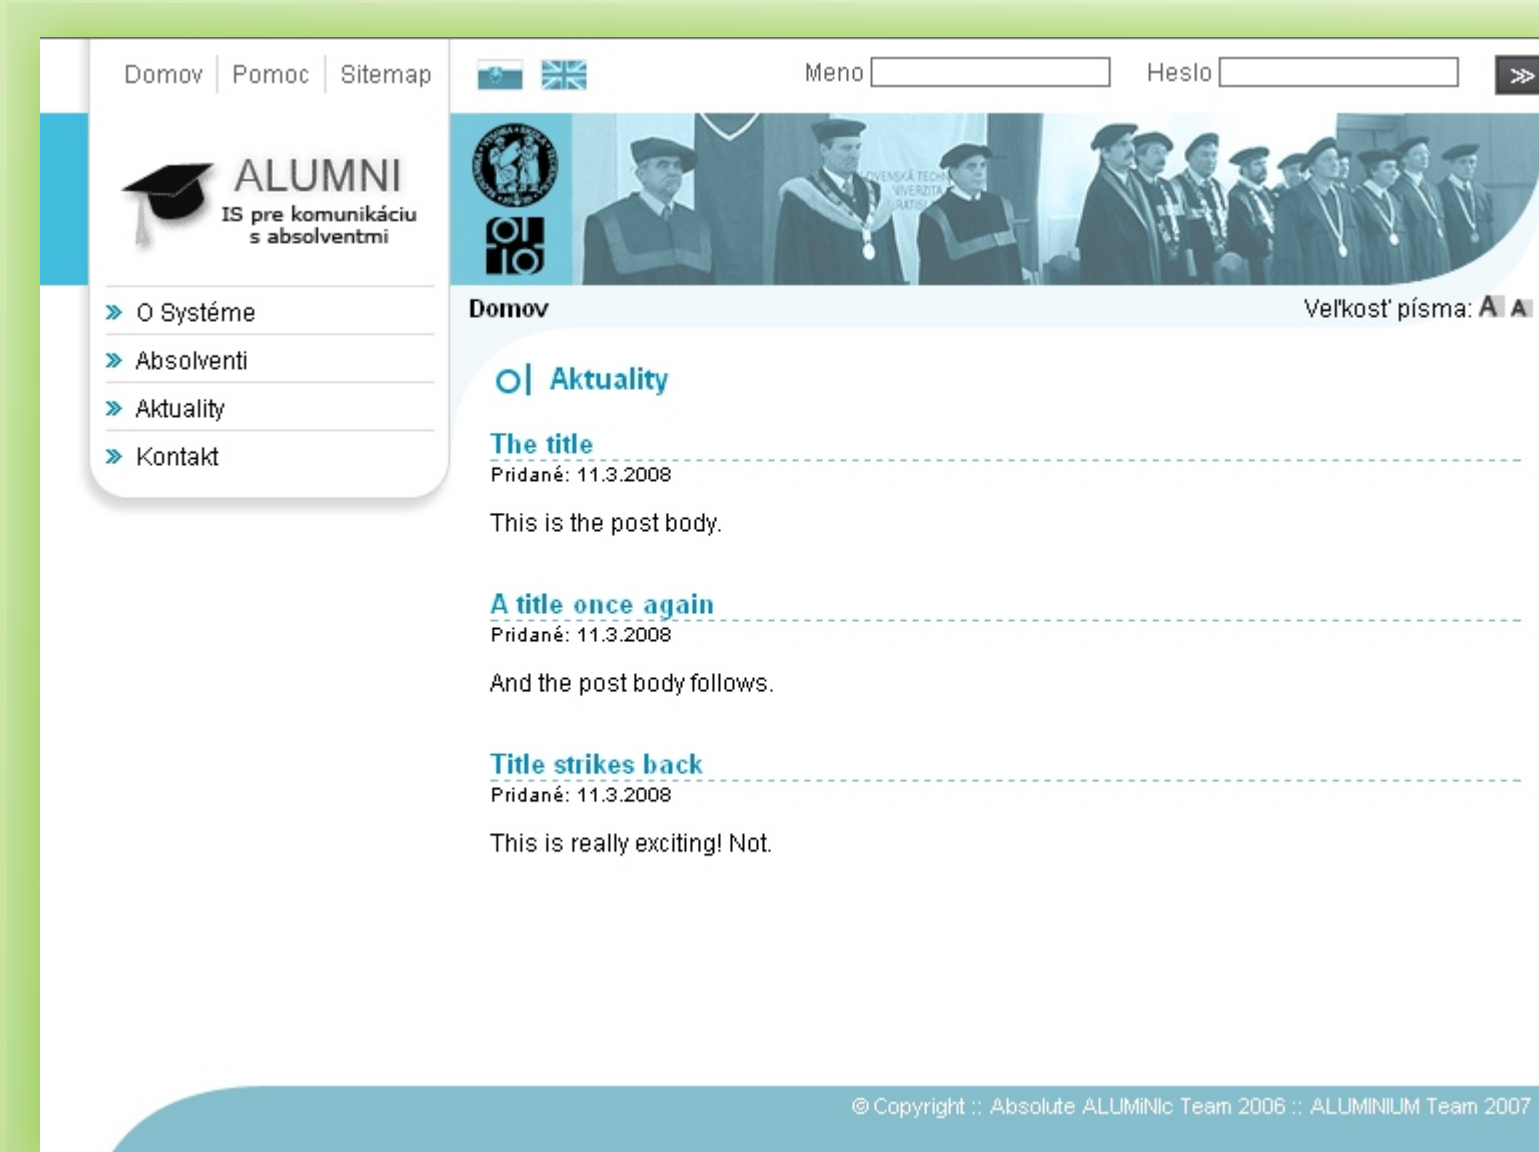 Domov Pomoc Sitemap
Meno Heslo
ALUMNI
IS pre komunikáciu
s absolventmi
SLOVENSKÁ
O Systéme
Absolventi
Aktuality
Kontakt
Domov
Veľkosť písma: A A
Aktuality
The title
Pridané: 11.3.2008
This is the post body.
A title once again
Pridané: 11.3.2008
And the post body follows.
Title strikes back
Pridané: 11.3.2008
This is really exciting! Not.
© Copyright :: Absolute ALUMiNIc Team 2006 :: ALUMINIUM Team 2007